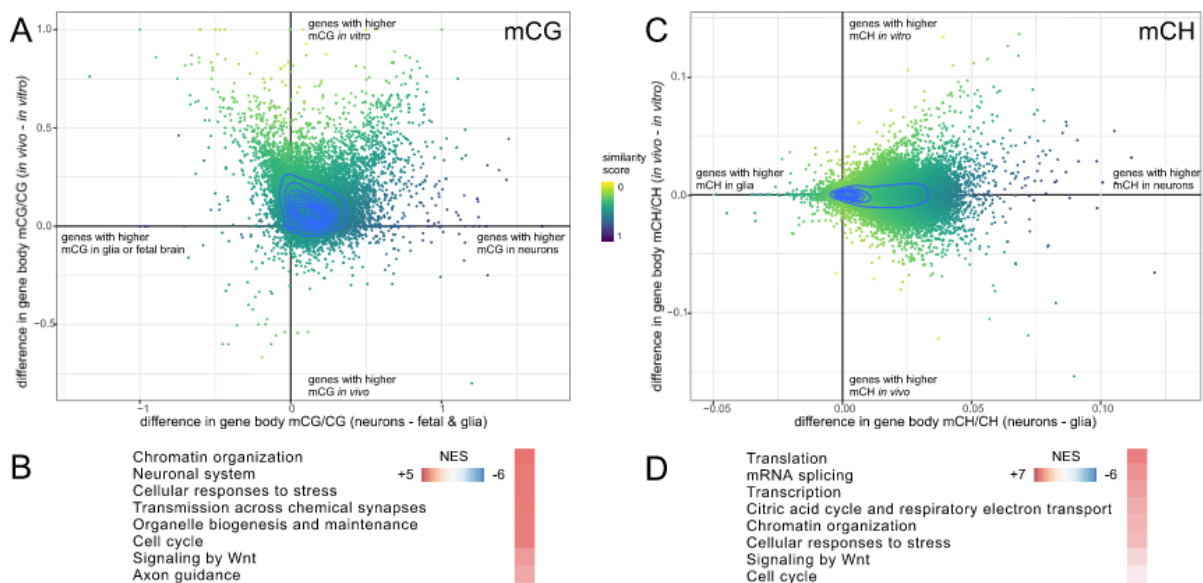 A
mCG
genes with higher
mCG in vitro
1.0
0.5
0.0
−0.5
difference in gene body mCG/CG (in vivo - in vitro)
genes with higher
mCG in glia or fetal brain
genes with higher
mCG in neurons
genes with higher
mCG in vivo
−1
0
1
difference in gene body mCG/CG (neurons - fetal & glia)
similarity
score
0
1
C
mCH
genes with higher
mCH in vitro
0.1
0.0
−0.1
difference in gene body mCH/CH (in vivo - in vitro)
genes with higher
mCH in glia
genes with higher
mCH in neurons
genes with higher
mCH in vivo
−0.05
0.00
0.05
0.10
difference in gene body mCH/CH (neurons - glia)
B
Chromatin organization
Neuronal system
Cellular responses to stress
Transmission across chemical synapses
Organelle biogenesis and maintenance
Cell cycle
Signaling by Wnt
Axon guidance
NES
+5
-6
D
Translation
mRNA splicing
Transcription
Citric acid cycle and respiratory electron transport
Chromatin organization
Cellular responses to stress
Signaling by Wnt
Cell cycle
NES
+7
-6